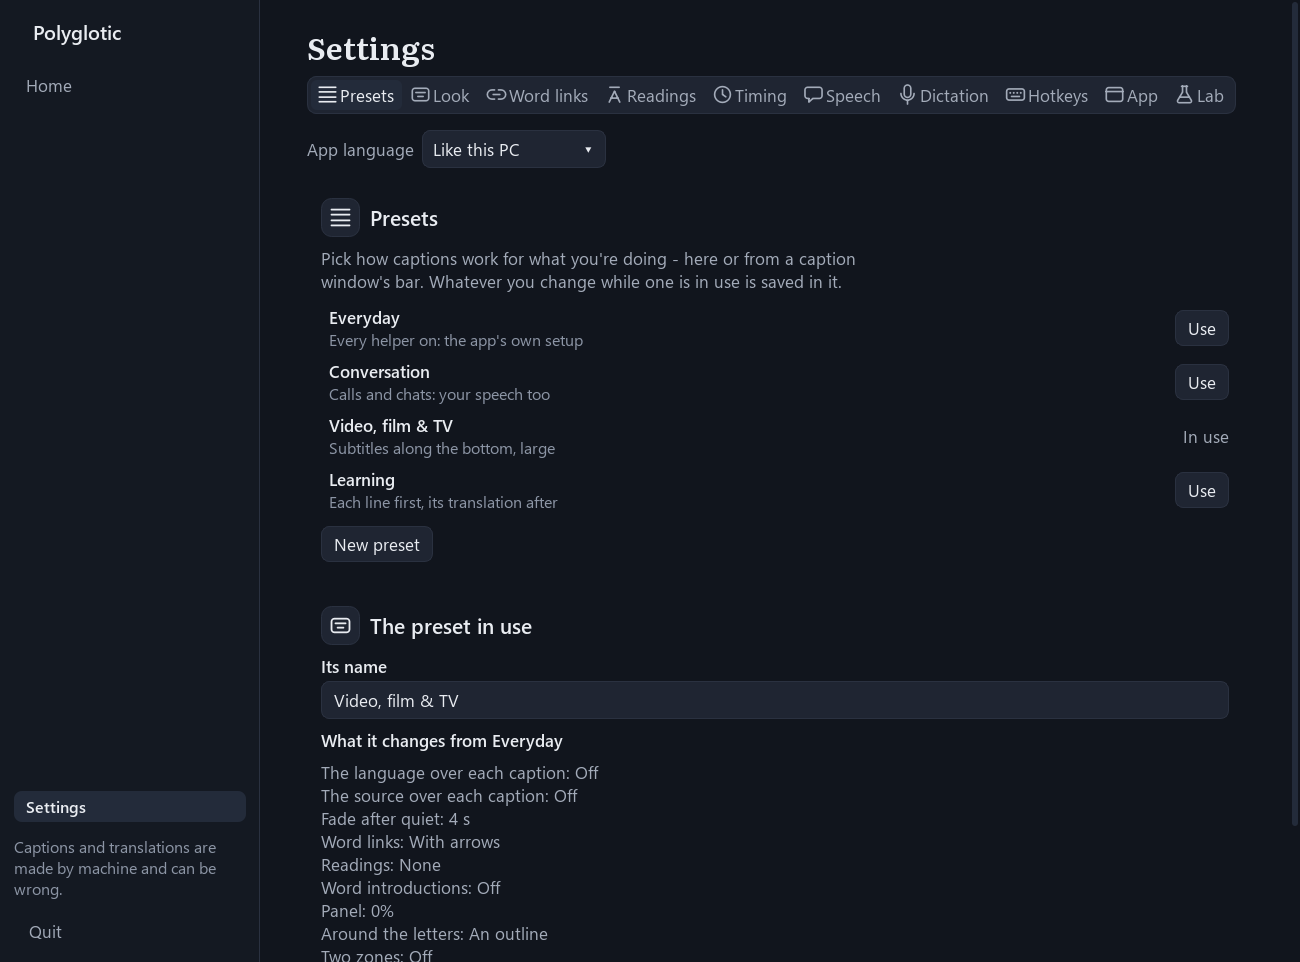 Polyglotic
Home
Settings
Presets Look Word links Readings Timing Speech Dictation Hotkeys App Lab
App language Like this PC
Presets
Pick how captions work for what you're doing - here or from a caption
window's bar. Whatever you change while one is in use is saved in it.
Everyday
Every helper on: the app's own setup
Use
Conversation
Calls and chats: your speech too
Use
Video, film & TV
Subtitles along the bottom, large
In use
Learning
Each line first, its translation after
Use
New preset
The preset in use
Its name
Video, film & TV
What it changes from Everyday
The language over each caption: Off
The source over each caption: Off
Fade after quiet: 4 s
Word links: With arrows
Readings: None
Word introductions: Off
Panel: 0%
Around the letters: An outline
Two zones: Off
Settings
Captions and translations are
made by machine and can be
wrong.
Quit